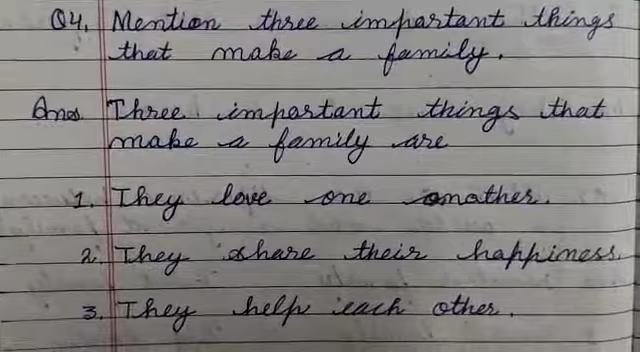 Q4. Mention three important things
that make a family.
Ans. Three important things that
make a family are
1. They love one another.
2. They share their happiness.
3. They help each other.